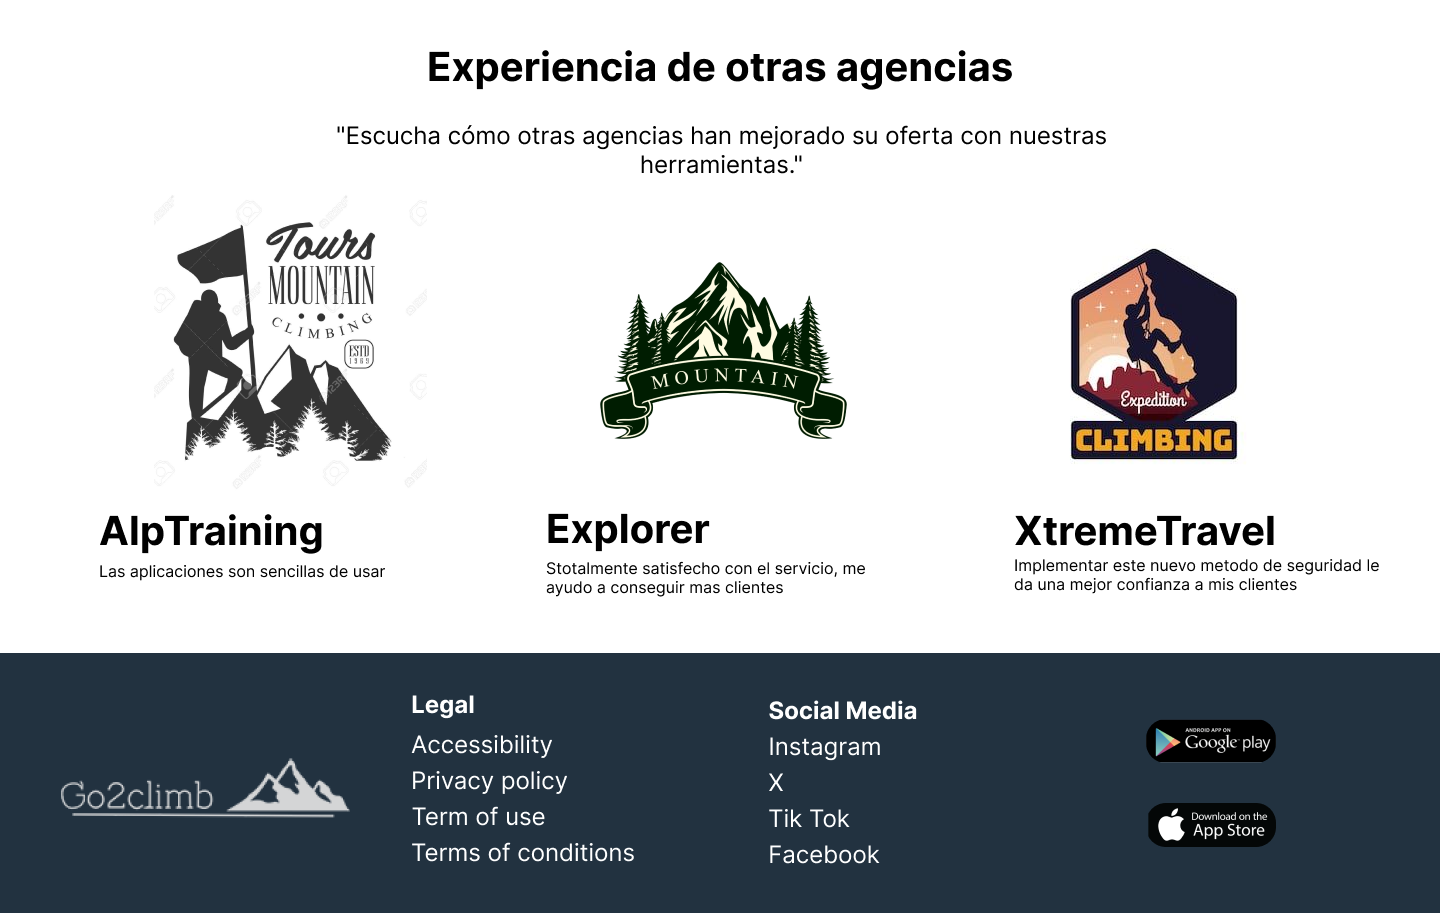 Experiencia de otras agencias
"Escucha cómo otras agencias han mejorado su oferta con nuestras
herramientas."
Tours
MOUNTAIN
CLIMBING
ESTD
1969
MOUNTAIN
Expedition
CLIMBING
AlpTraining
Las aplicaciones son sencillas de usar
Explorer
Stotalmente satisfecho con el servicio, me
ayudo a conseguir mas clientes
XtremeTravel
Implementar este nuevo metodo de seguridad le
da una mejor confianza a mis clientes
Go2climb
Legal
Accessibility
Privacy policy
Term of use
Terms of conditions
Social Media
Instagram
X
Tik Tok
Facebook
ANDROID APP ON
Google play
Download on the
App Store